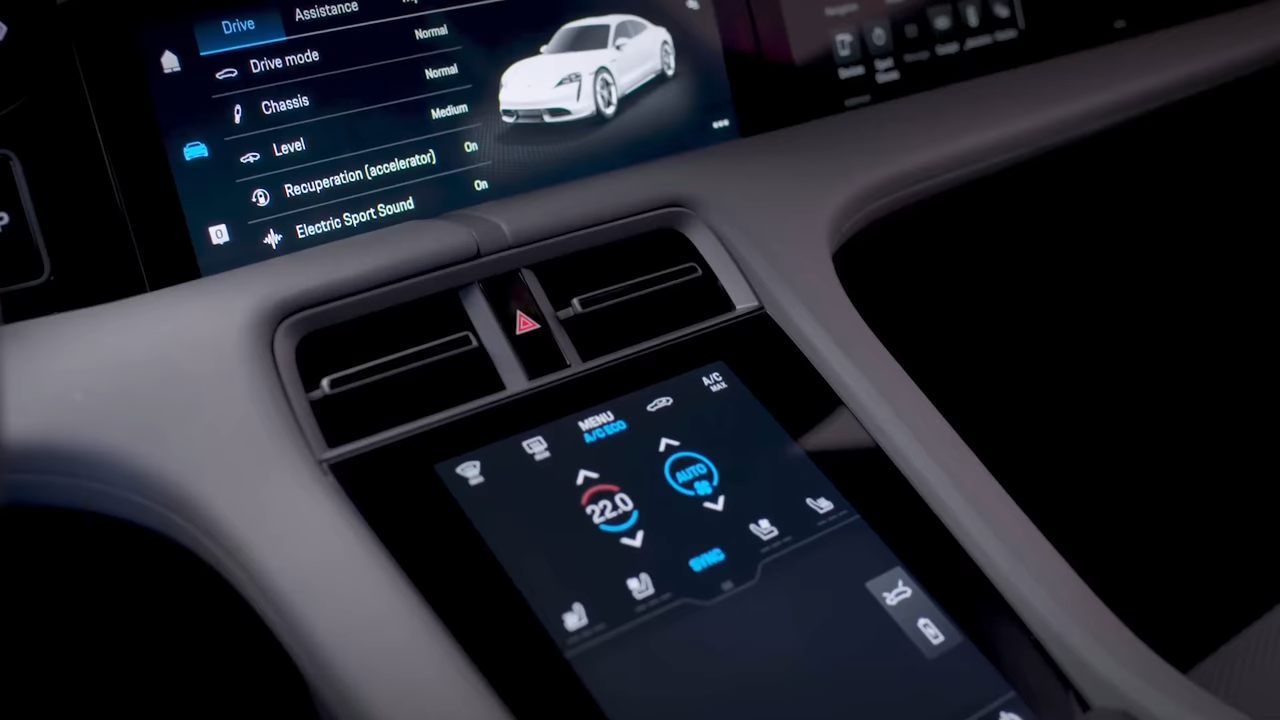 Drive
Assistance
Drive mode Normal
Chassis Normal
Level Medium
Recuperation (accelerator) On
Electric Sport Sound On
0
P
A/C
MAX
MENU
A/C ECO
22.0
AUTO
SYNC